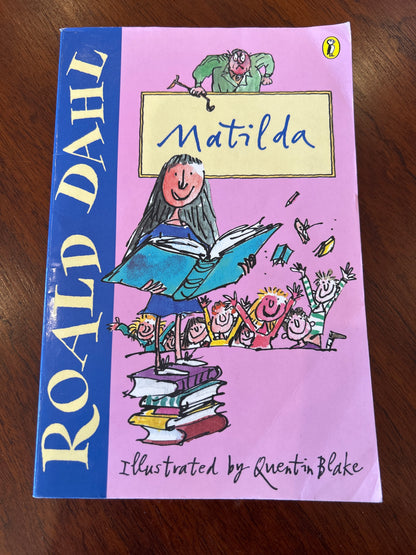 ROALD DAHL
Matilda
Illustrated by Quentin Blake